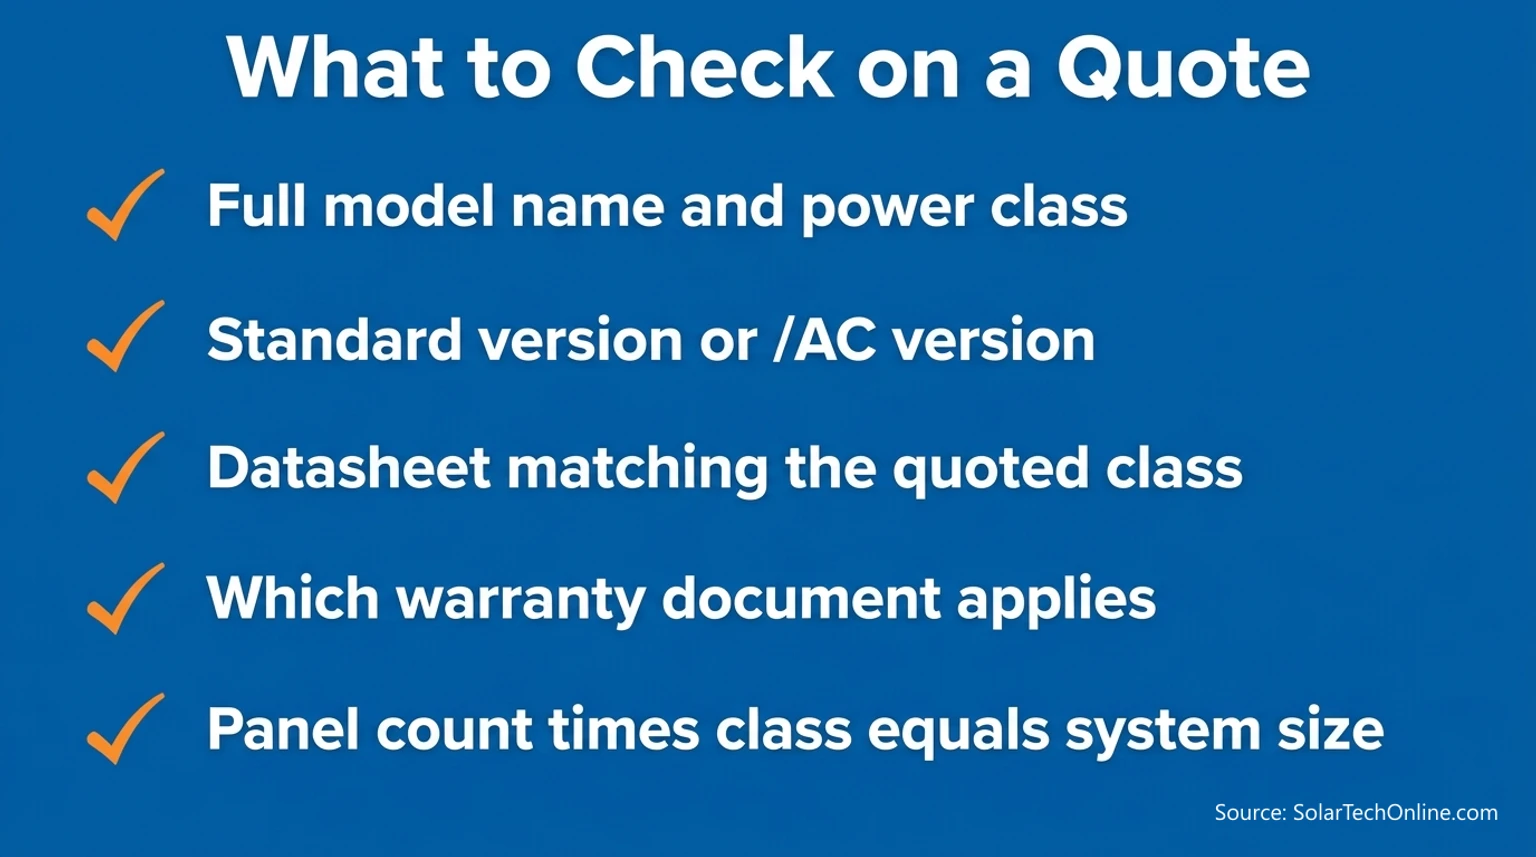 What to Check on a Quote
Full model name and power class
Standard version or /AC version
Datasheet matching the quoted class
Which warranty document applies
Panel count times class equals system size
Source: SolarTechOnline.com